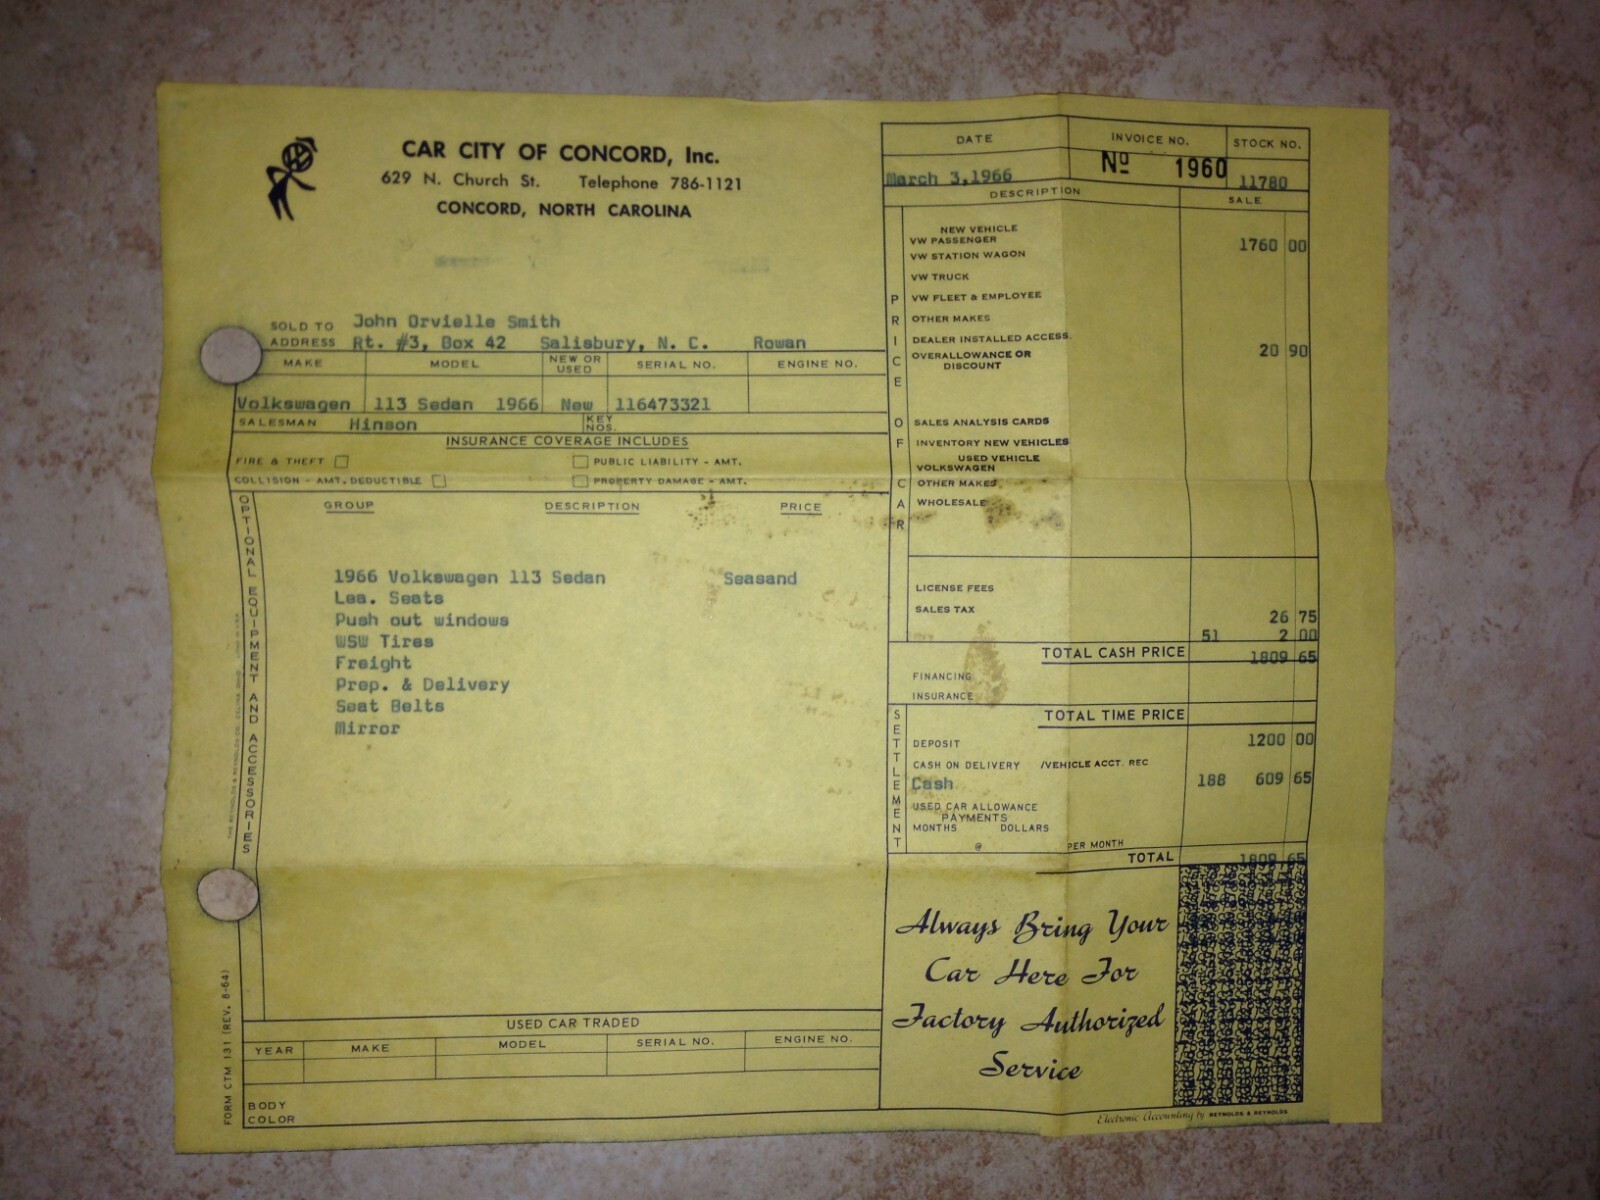 CAR CITY OF CONCORD, Inc.
629 N. Church St. Telephone 786-1121
CONCORD, NORTH CAROLINA
SOLD TO John Orvielle Smith
ADDRESS Rt. #3, Box 42 Salisbury, N. C. Rowan
MAKE MODEL NEW OR USED SERIAL NO. ENGINE NO.
Volkswagen 113 Sedan 1966 New 116473321
SALESMAN Hinson KEY NOS.
INSURANCE COVERAGE INCLUDES
FIRE & THEFT PUBLIC LIABILITY - AMT.
COLLISION - AMT. DEDUCTIBLE PROPERTY DAMAGE - AMT.
OPTIONAL EQUIPMENT AND ACCESSORIES
GROUP DESCRIPTION PRICE
1966 Volkswagen 113 Sedan Seasand
Lea. Seats
Push out windows
WSW Tires
Freight
Prep. & Delivery
Seat Belts
Mirror
USED CAR TRADED
YEAR MAKE MODEL SERIAL NO. ENGINE NO.
BODY
COLOR
FORM CTM 131 (REV. 8-64)
DATE INVOICE NO. STOCK NO.
March 3,1966 Nº 1960 11780
DESCRIPTION SALE
PRICE OF CAR
NEW VEHICLE
VW PASSENGER 1760 00
VW STATION WAGON
VW TRUCK
VW FLEET & EMPLOYEE
OTHER MAKES
DEALER INSTALLED ACCESS.
OVERALLOWANCE OR 20 90
DISCOUNT
SALES ANALYSIS CARDS
INVENTORY NEW VEHICLES
USED VEHICLE
VOLKSWAGEN
OTHER MAKES
WHOLESALE
LICENSE FEES
SALES TAX 26 75
51 2 00
TOTAL CASH PRICE 1809 65
FINANCING
INSURANCE
TOTAL TIME PRICE
SETTLEMENT
DEPOSIT 1200 00
CASH ON DELIVERY /VEHICLE ACCT. REC
Cash 188 609 65
USED CAR ALLOWANCE
PAYMENTS
MONTHS DOLLARS
@ PER MONTH
TOTAL 1809 65
Always Bring Your
Car Here For
Factory Authorized
Service
Electronic Accounting by REYNOLDS & REYNOLDS